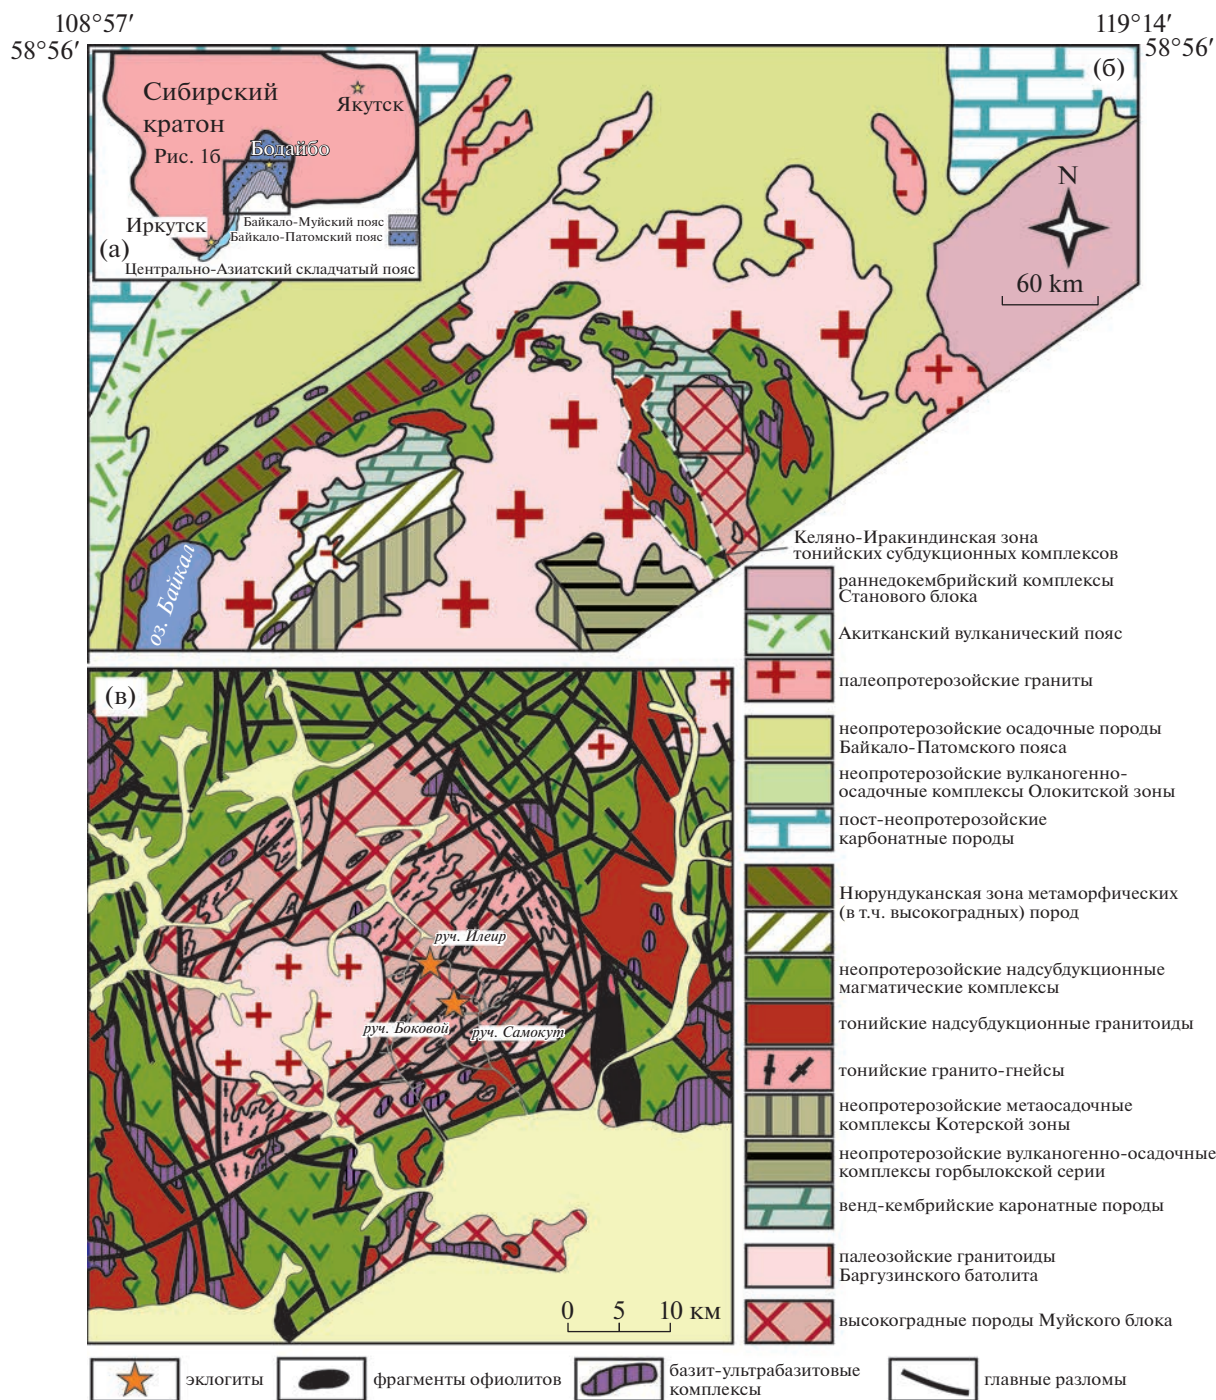 108°57′
119°14′
58°56′
58°56′
(б)
Сибирский
кратон
Якутск
Рис. 1б
Бодайбо
Иркутск
Байкало-Муйский пояс
Байкало-Патомский пояс
(а)
Центрально-Азиатский складчатый пояс
N
60 km
оз. Байкал
Келяно-Иракиндинская зона
тонийских субдукционных комплексов
раннедокембрийский комплексы
Станового блока
Акитканский вулканический пояс
палеопротерозойские граниты
неопротерозойские осадочные породы
Байкало-Патомского пояса
неопротерозойские вулканогенно-
осадочные комплексы Олокитской зоны
пост-неопротерозойские
карбонатные породы
Нюрундуканская зона метаморфических
(в т.ч. высокоградных) пород
неопротерозойские надсубдукционные
магматические комплексы
тонийские надсубдукционные гранитоиды
тонийские гранито-гнейсы
неопротерозойские метаосадочные
комплексы Котерской зоны
неопротерозойские вулканогенно-осадочные
комплексы горбылокской серии
венд-кембрийские каронатные породы
палеозойские гранитоиды
Баргузинского батолита
высокоградные породы Муйского блока
(в)
руч. Илеир
руч. Боковой
руч. Самокут
0 5 10 км
эклогиты
фрагменты офиолитов
базит-ультрабазитовые
комплексы
главные разломы